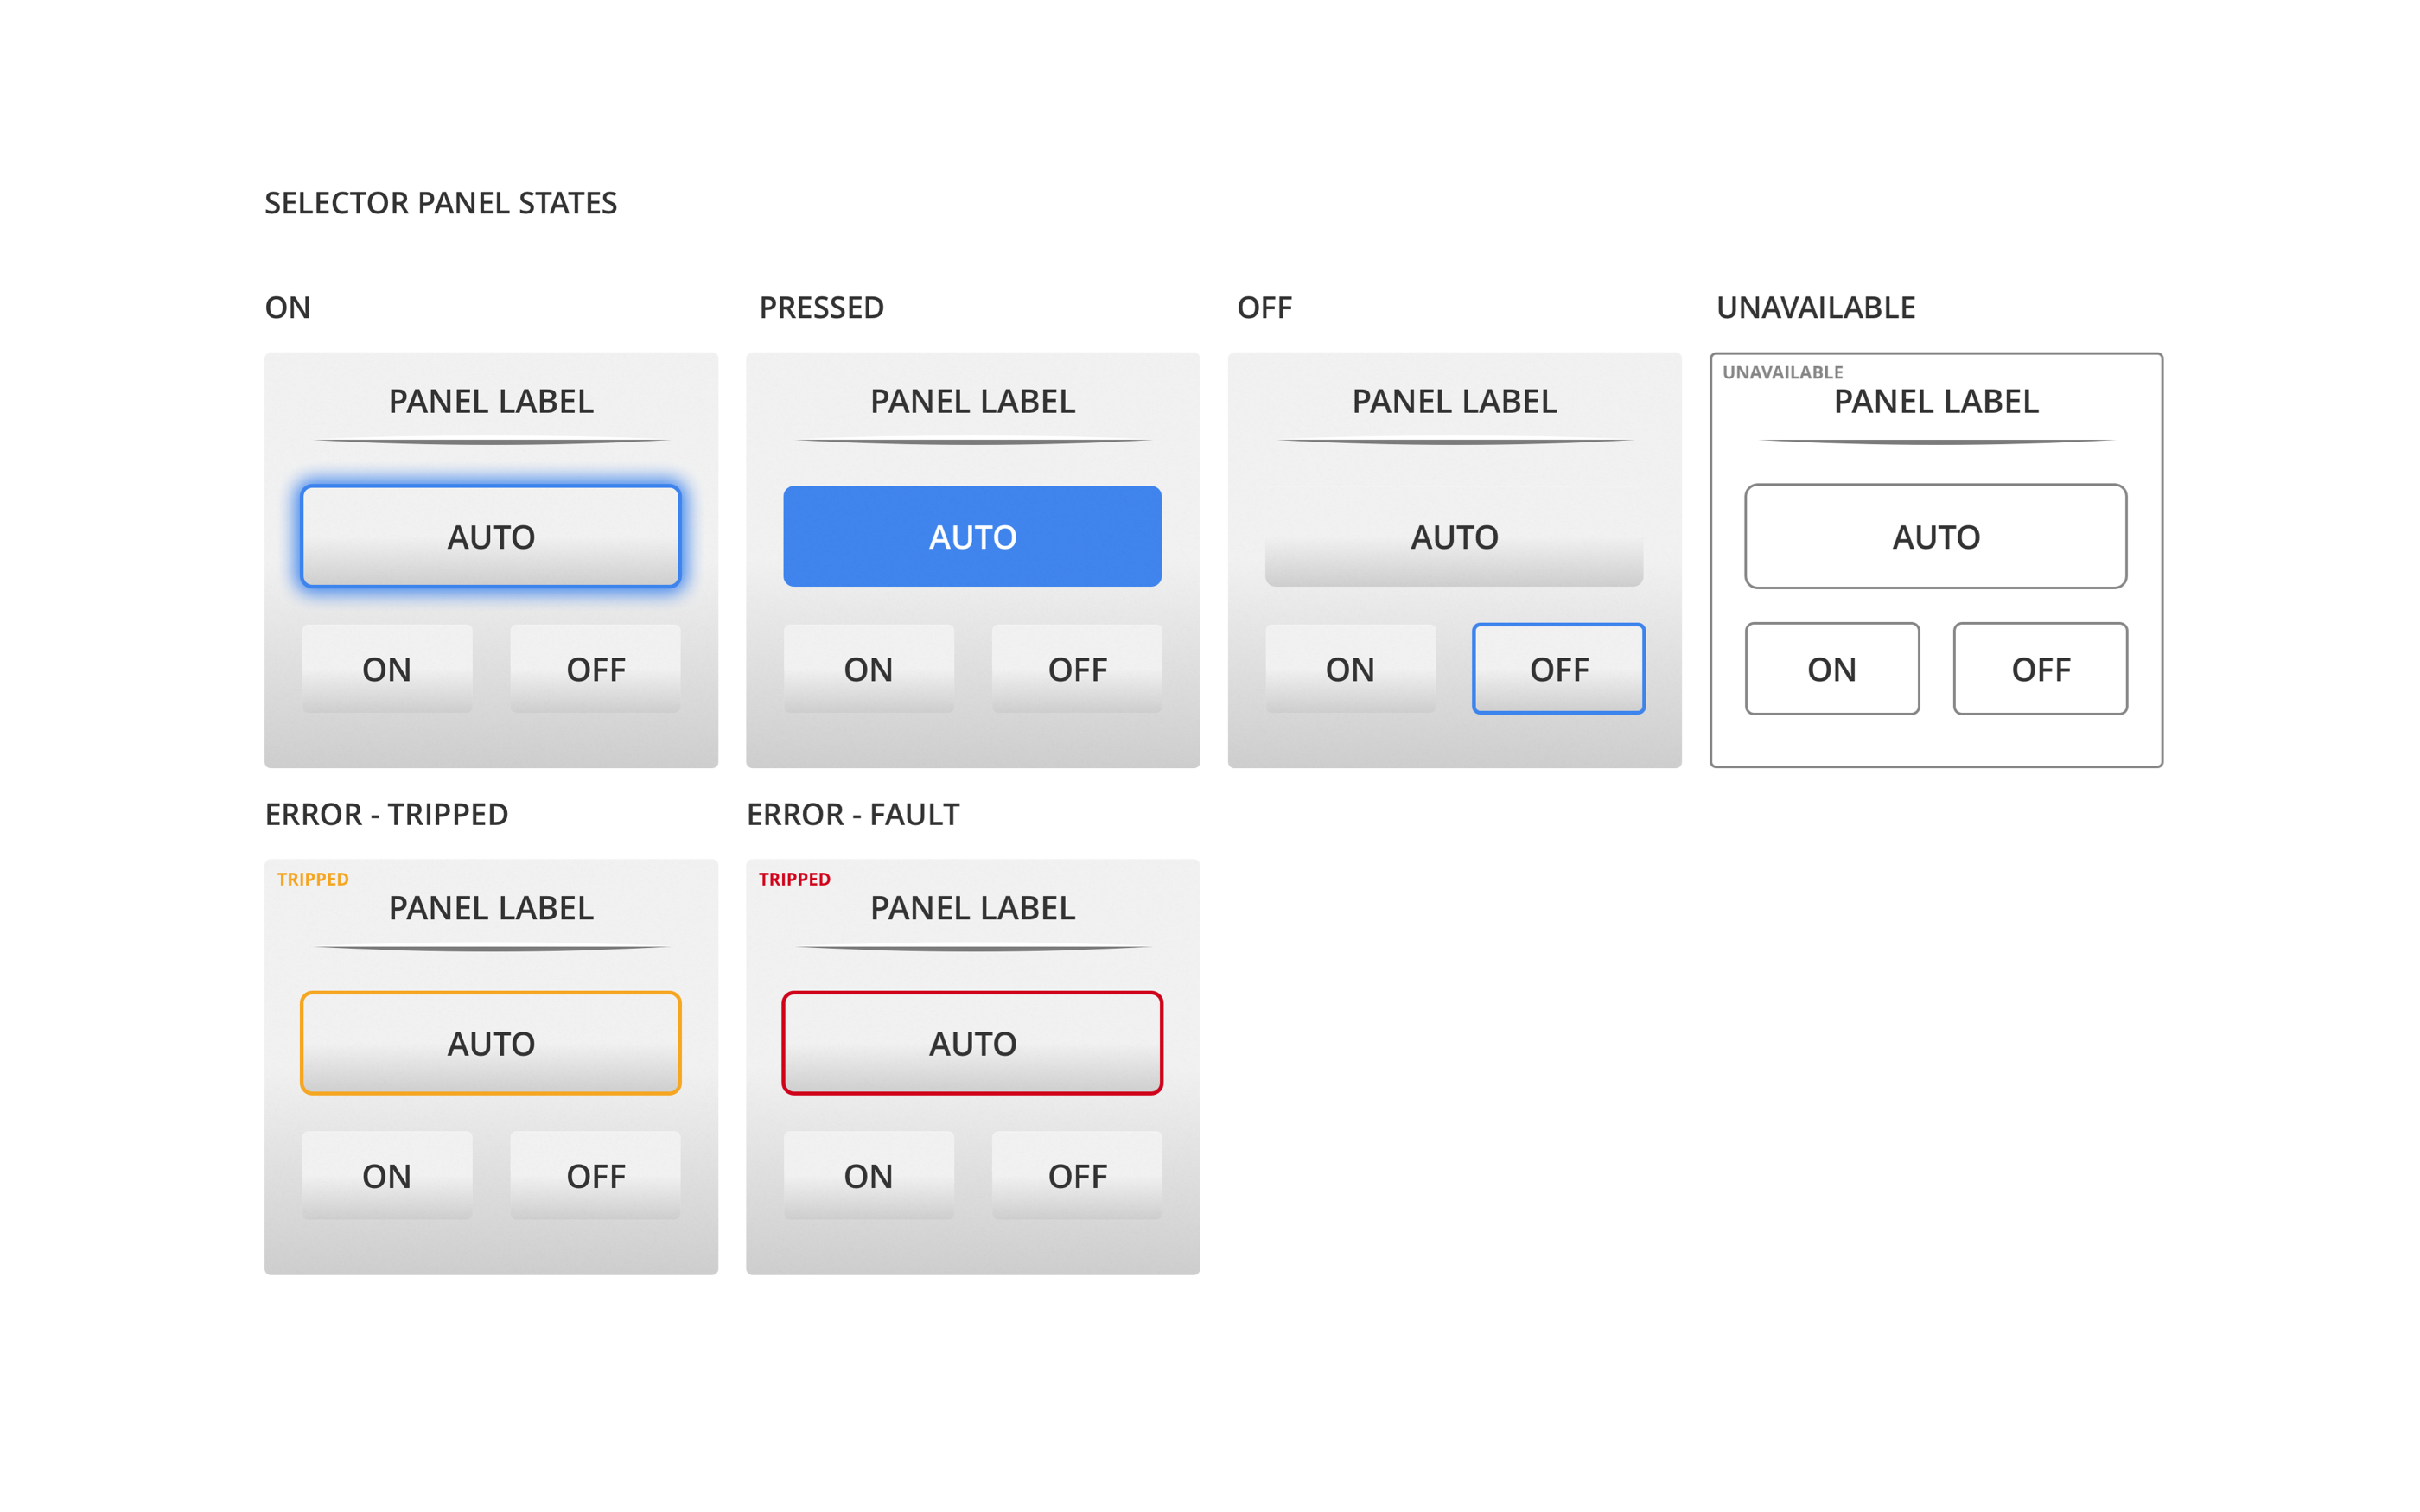 SELECTOR PANEL STATES
ON
PANEL LABEL
AUTO
ON OFF
PRESSED
PANEL LABEL
AUTO
ON OFF
OFF
PANEL LABEL
AUTO
ON OFF
UNAVAILABLE
UNAVAILABLE
PANEL LABEL
AUTO
ON OFF
ERROR - TRIPPED
TRIPPED
PANEL LABEL
AUTO
ON OFF
ERROR - FAULT
TRIPPED
PANEL LABEL
AUTO
ON OFF